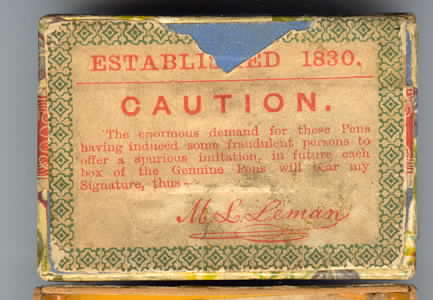 ESTABLISHED 1830.
CAUTION.
The enormous demand for these Pens
having induced some fraudulent persons to
offer a spurious imitation, in future each
box of the Genuine Pens will bear my
Signature, thus -
M. L. Leman